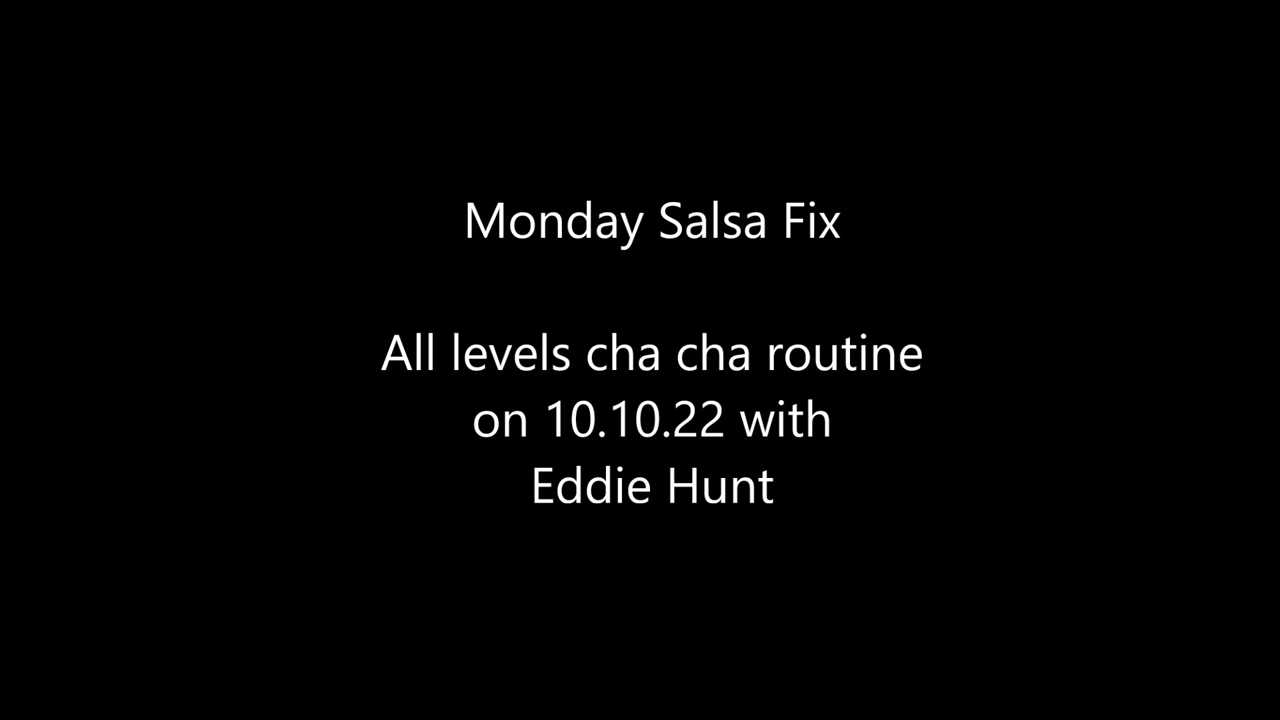 Monday Salsa Fix
All levels cha cha routine
on 10.10.22 with
Eddie Hunt